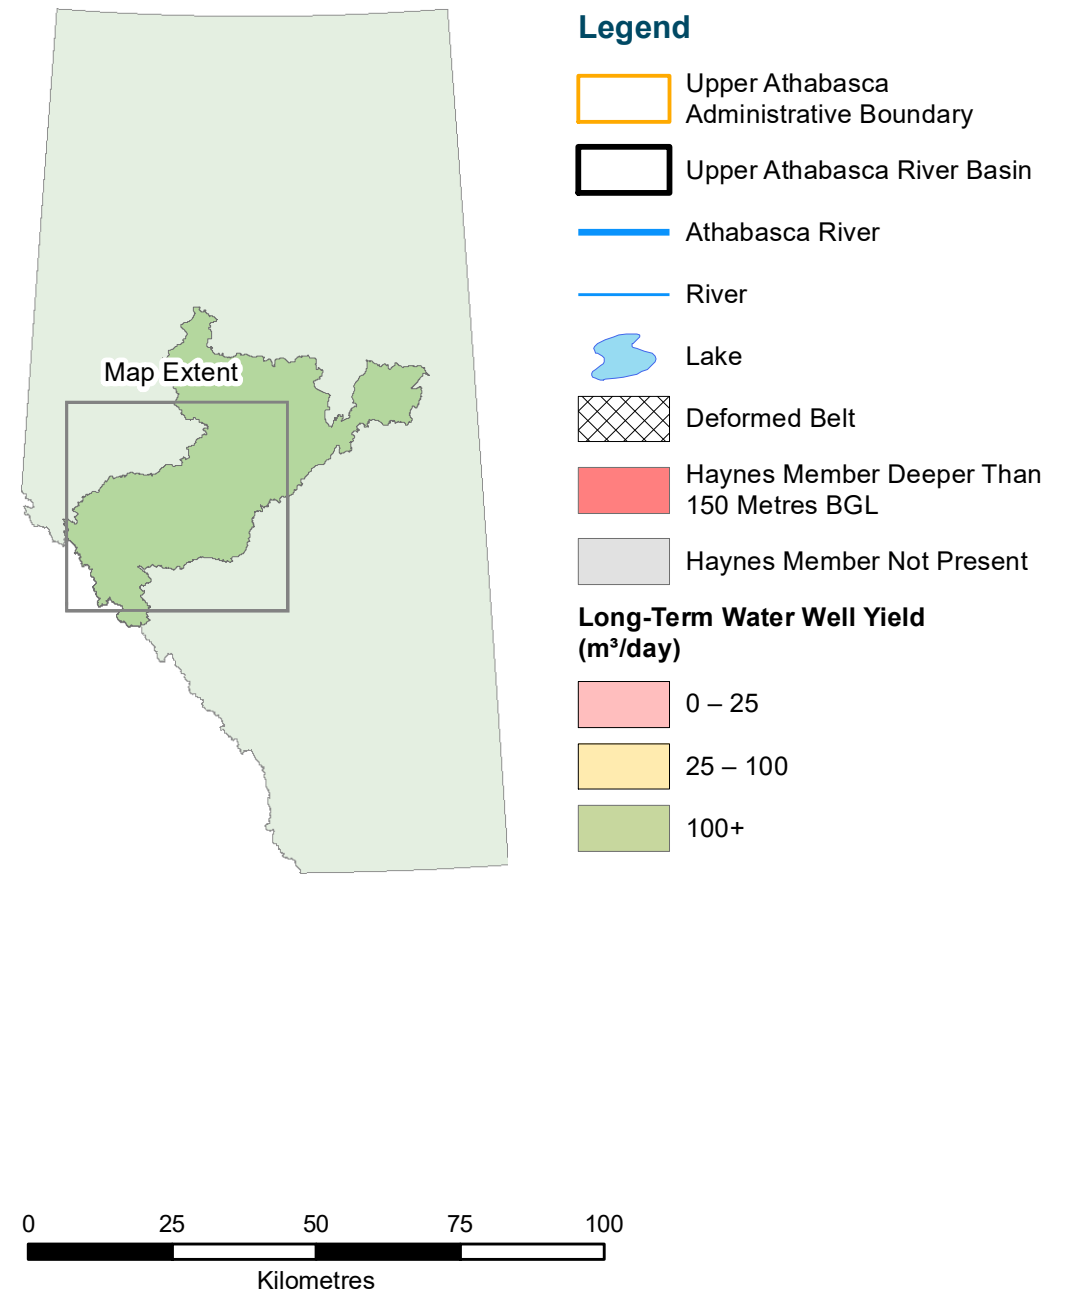 Map Extent
Legend
Upper Athabasca
Administrative Boundary
Upper Athabasca River Basin
Athabasca River
River
Lake
Deformed Belt
Haynes Member Deeper Than
150 Metres BGL
Haynes Member Not Present
Long-Term Water Well Yield
(m³/day)
0 – 25
25 – 100
100+
0 25 50 75 100
Kilometres